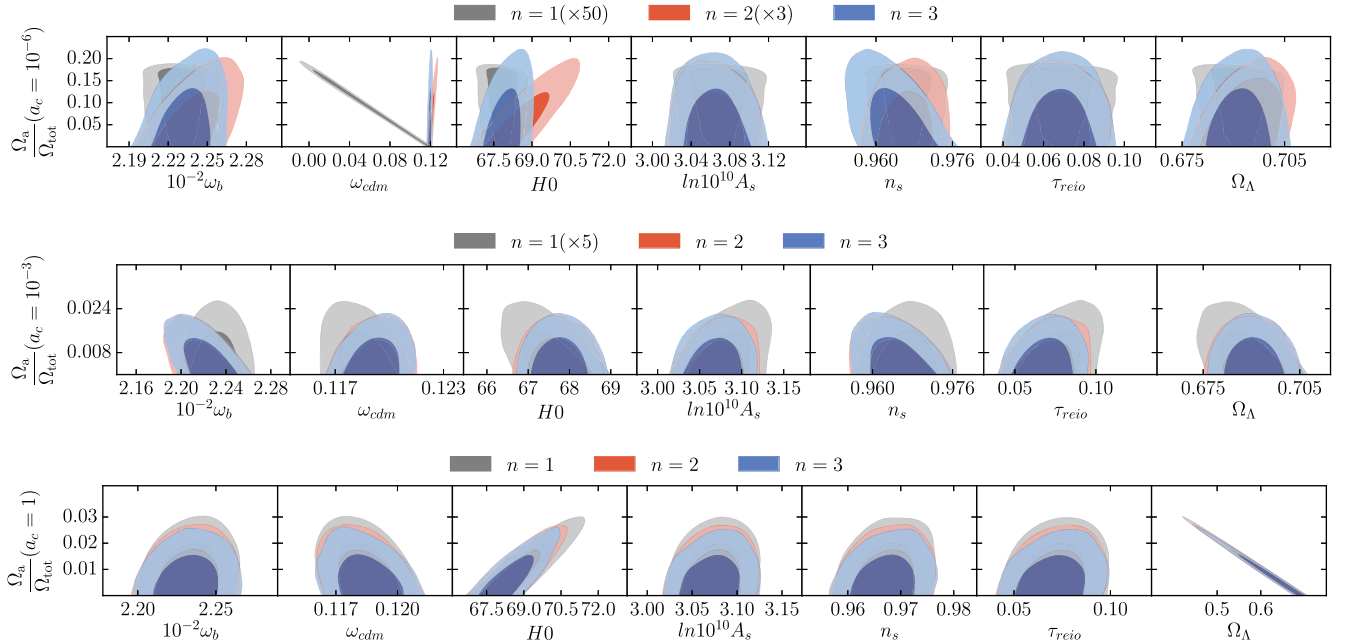 n = 1(×50) n = 2(×3) n = 3
Ωa/Ωtot (ac = 10−6)
0.20
0.15
0.10
0.05
2.19 2.22 2.25 2.28 0.00 0.04 0.08 0.12 67.5 69.0 70.5 72.0 3.00 3.04 3.08 3.12 0.960 0.976 0.04 0.06 0.08 0.10 0.675 0.705
10−2ωb ωcdm H0 ln10^10As ns τreio ΩΛ
n = 1(×5) n = 2 n = 3
Ωa/Ωtot (ac = 10−3)
0.024
0.008
2.16 2.20 2.24 2.28 0.117 0.123 66 67 68 69 3.00 3.05 3.10 3.15 0.960 0.976 0.05 0.10 0.675 0.705
10−2ωb ωcdm H0 ln10^10As ns τreio ΩΛ
n = 1 n = 2 n = 3
Ωa/Ωtot (ac = 1)
0.03
0.02
0.01
2.20 2.25 0.117 0.120 67.5 69.0 70.5 72.0 3.00 3.05 3.10 3.15 0.96 0.97 0.98 0.05 0.10 0.5 0.6
10−2ωb ωcdm H0 ln10^10As ns τreio ΩΛ